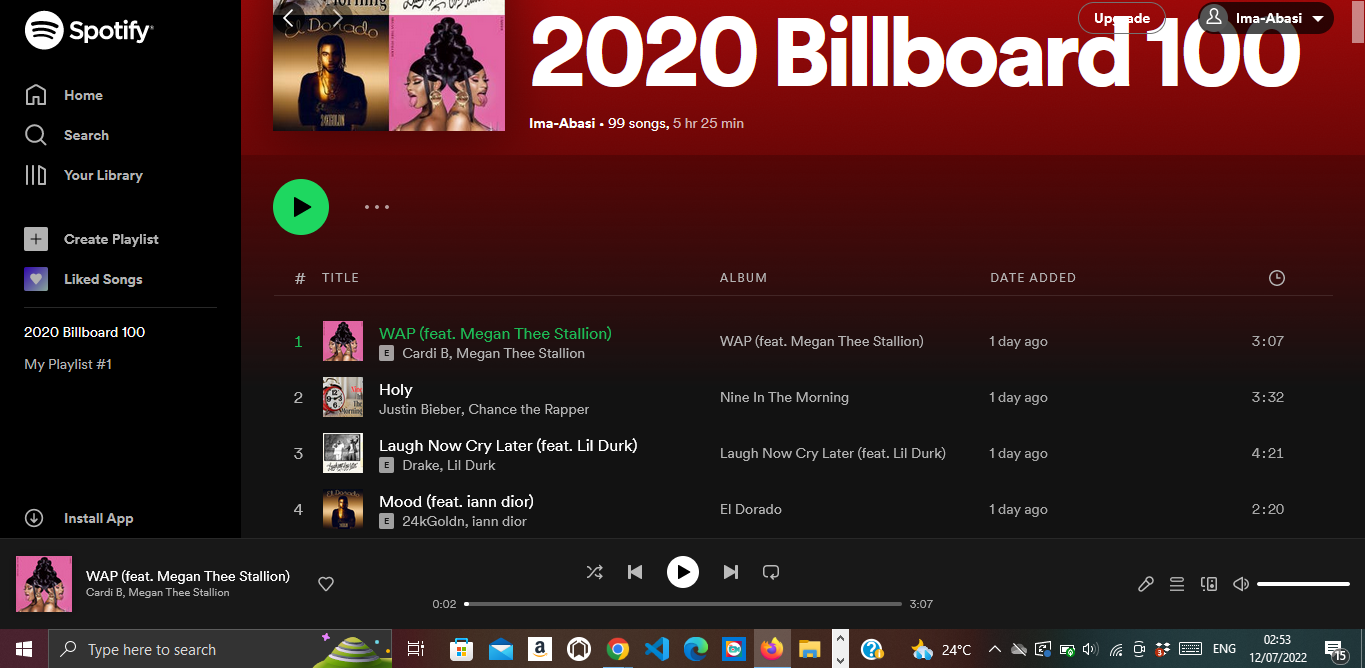 Spotify
Home
Search
Your Library
Create Playlist
Liked Songs
2020 Billboard 100
My Playlist #1
Install App
Upgrade
Ima-Abasi
El Dorado
24KGOLDN
2020 Billboard 100
Ima-Abasi • 99 songs, 5 hr 25 min
# TITLE ALBUM DATE ADDED
1 WAP (feat. Megan Thee Stallion) WAP (feat. Megan Thee Stallion) 1 day ago 3:07
E Cardi B, Megan Thee Stallion
2 Holy Nine In The Morning 1 day ago 3:32
Justin Bieber, Chance the Rapper
3 Laugh Now Cry Later (feat. Lil Durk) Laugh Now Cry Later (feat. Lil Durk) 1 day ago 4:21
E Drake, Lil Durk
4 Mood (feat. iann dior) El Dorado 1 day ago 2:20
E 24kGoldn, iann dior
WAP (feat. Megan Thee Stallion)
Cardi B, Megan Thee Stallion
0:02 3:07
Type here to search
24°C
ENG
02:53
12/07/2022
15